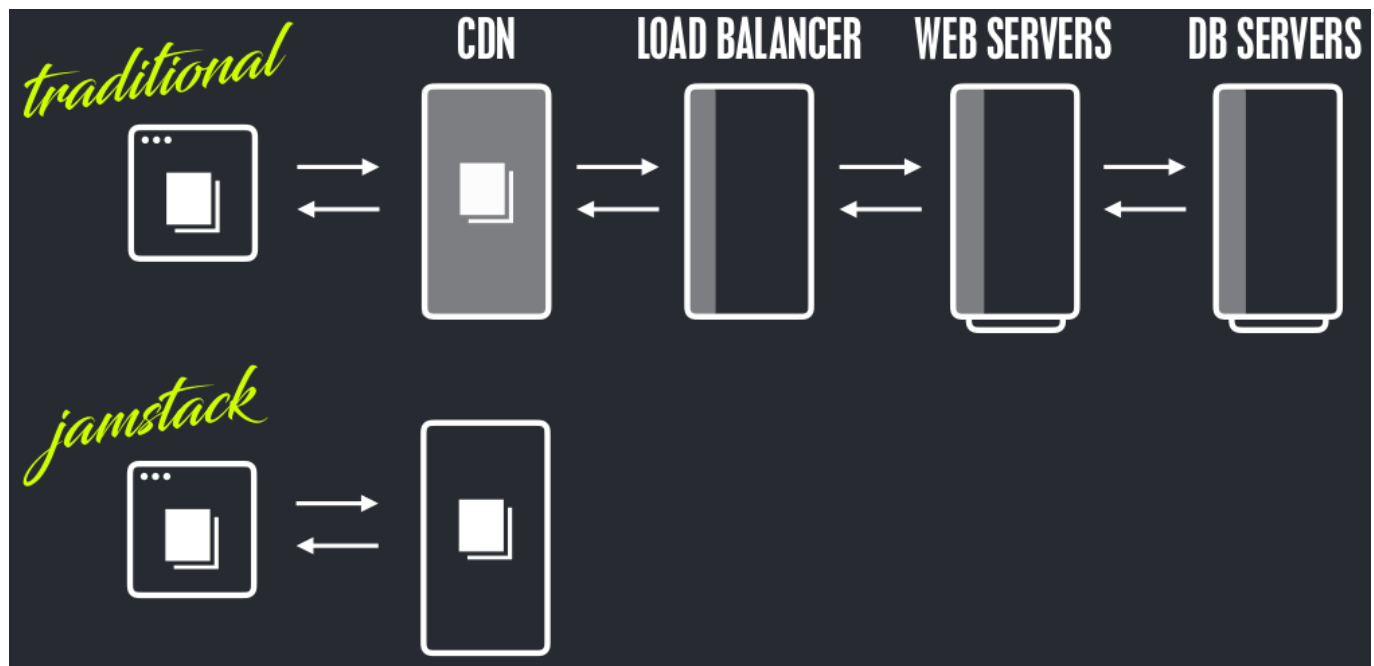 traditional
CDN
LOAD BALANCER
WEB SERVERS
DB SERVERS
jamstack